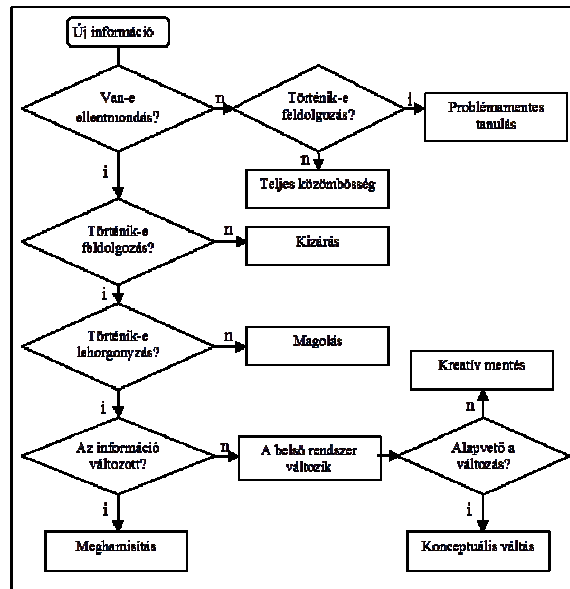 Új információ
Van-e
ellentmondás?
n
Történik-e
feldolgozás?
i
Problémamentes
tanulás
n
Teljes közömbösség
i
Történik-e
feldolgozás?
n
Kizárás
i
Történik-e
lehorgonyzás?
n
Magolás
i
Az információ
változott?
n
A belső rendszer
változik
Alapvető a
változás?
n
Kreatív mentés
i
Meghamisítás
i
Konceptuális váltás